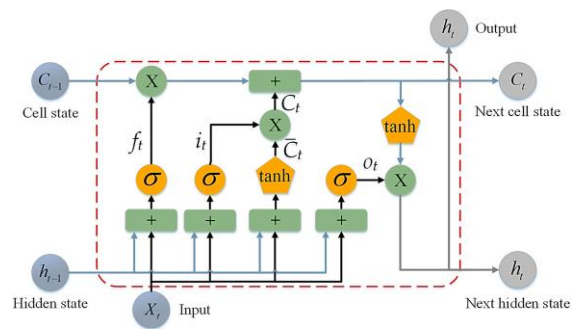 h_t Output
C_{t-1} X + C_t
Cell state C_t Next cell state
f_t i_t X tanh
C̄_t
σ σ tanh σ o_t X
+ + + +
h_{t-1} h_t
Hidden state Next hidden state
X_t Input